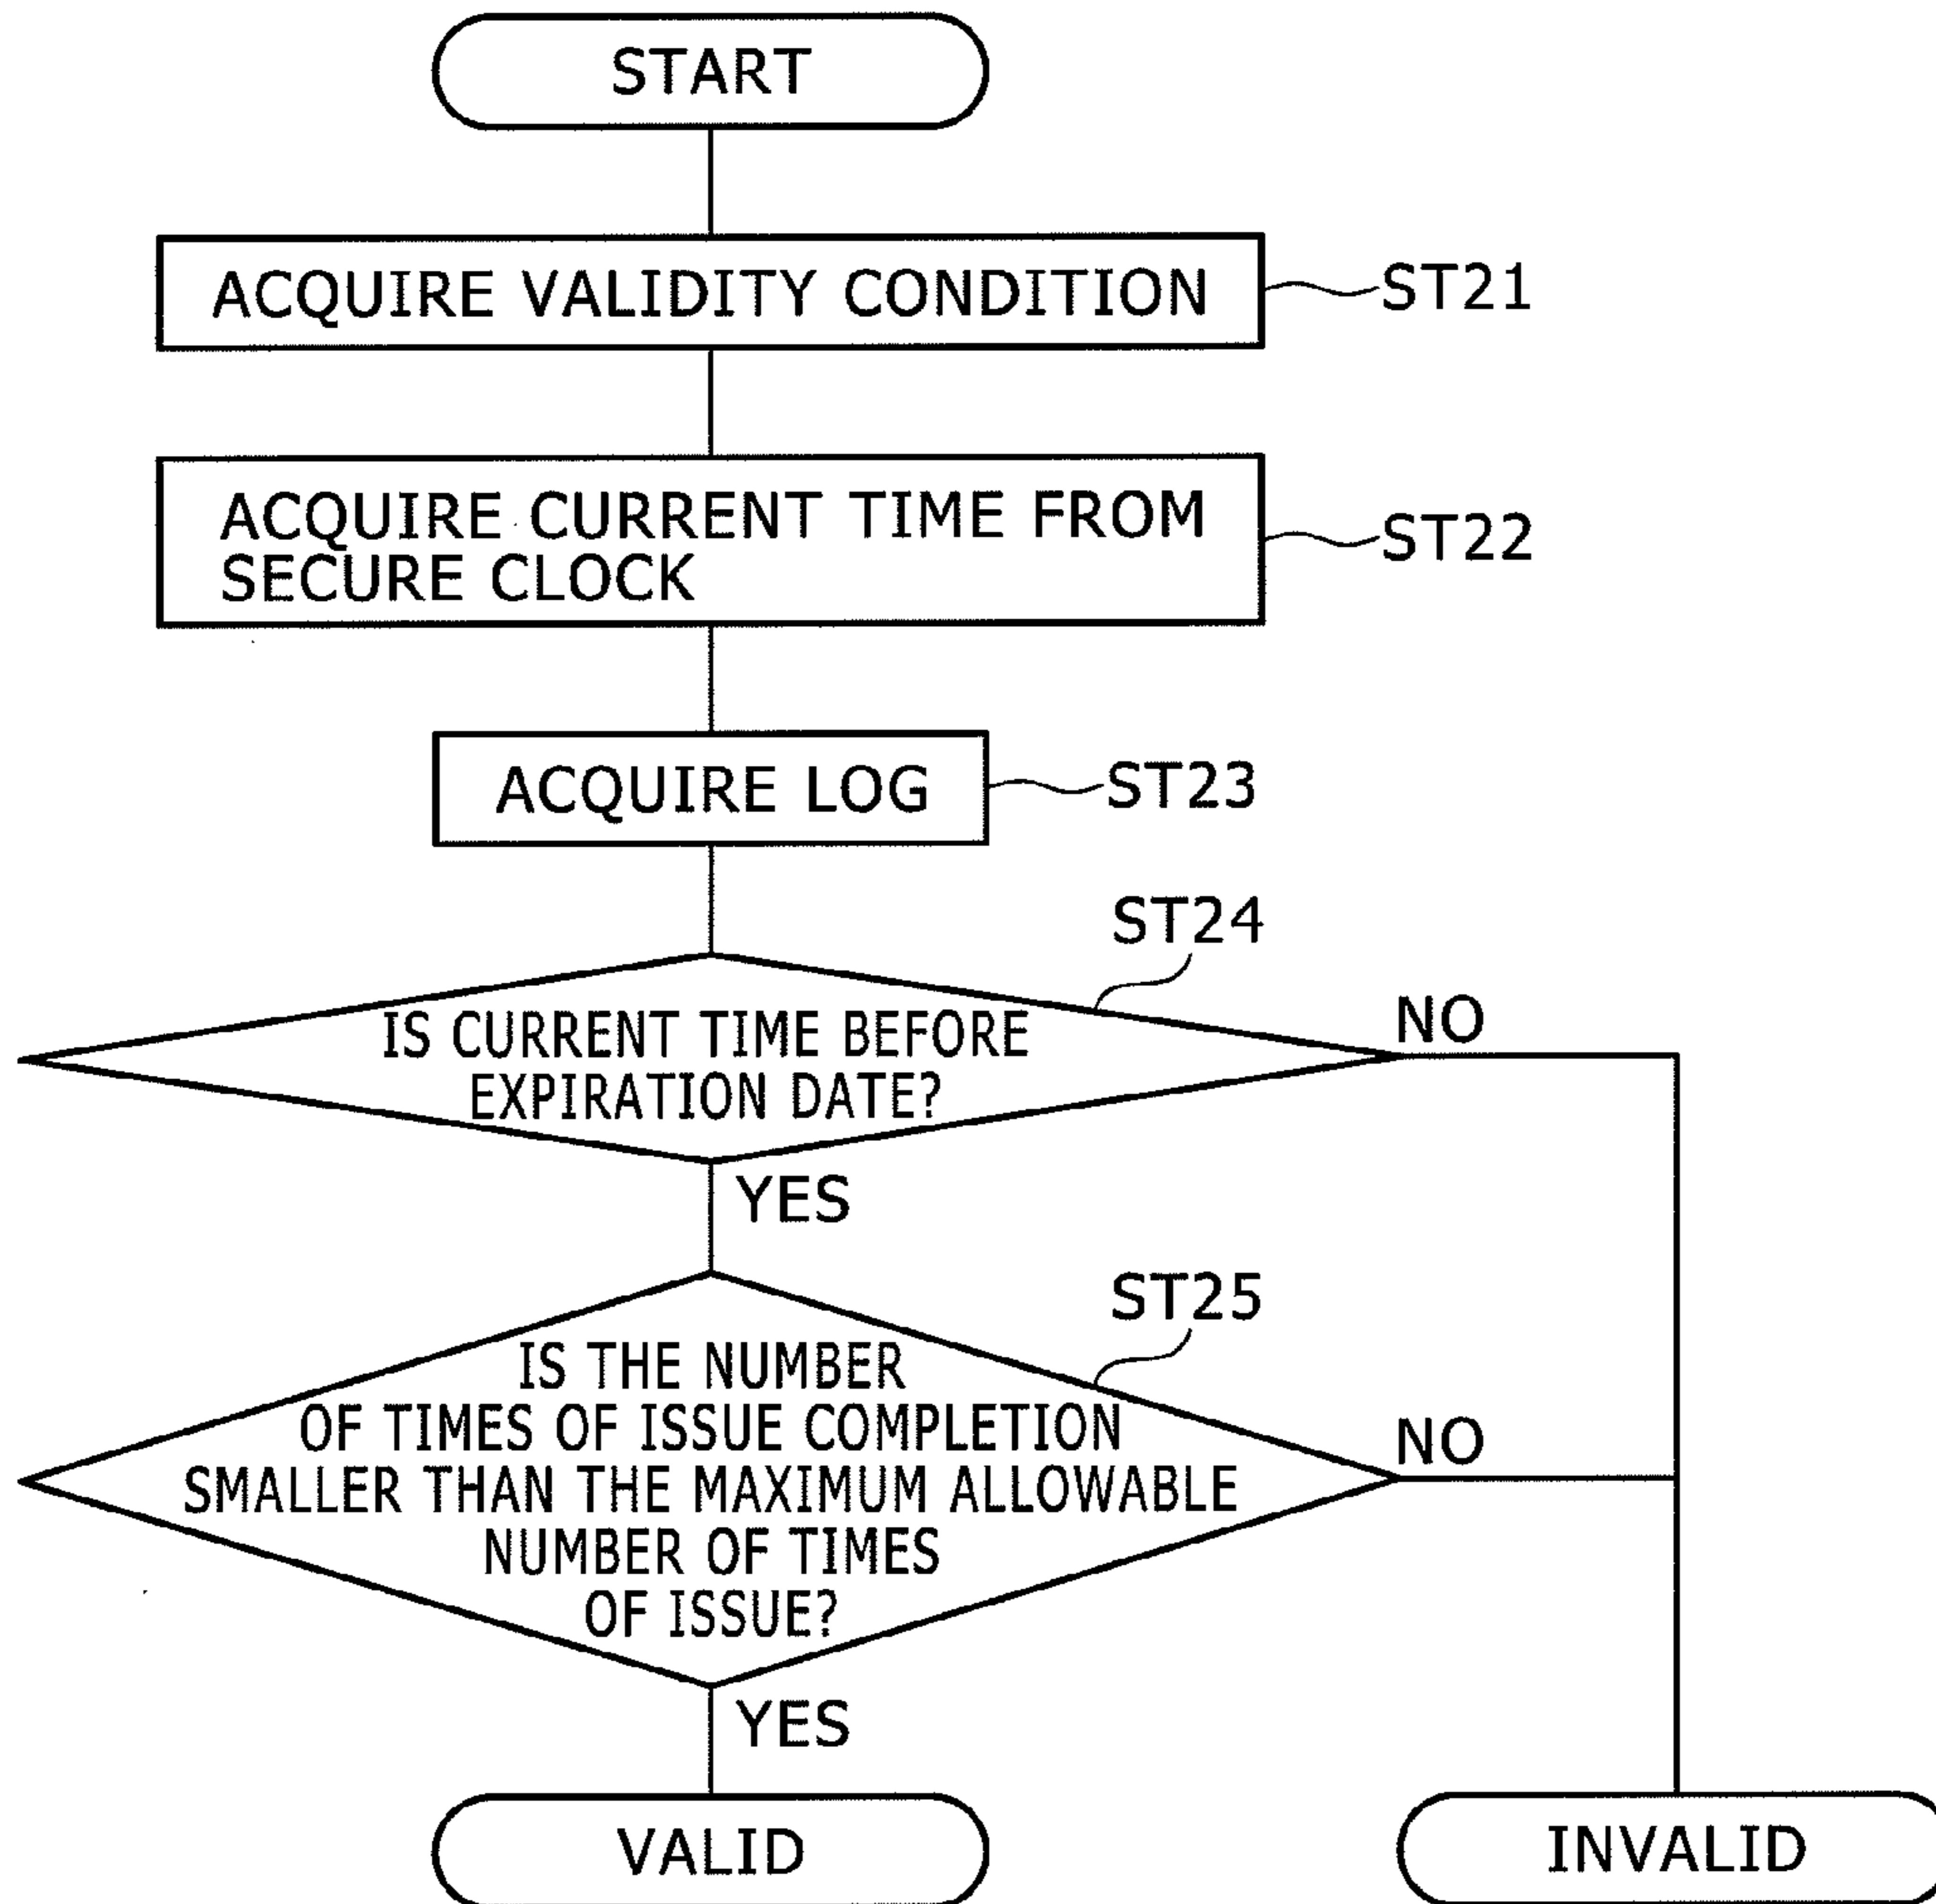 START
ACQUIRE VALIDITY CONDITION
ST21
ACQUIRE CURRENT TIME FROM
SECURE CLOCK
ST22
ACQUIRE LOG
ST23
ST24
IS CURRENT TIME BEFORE
EXPIRATION DATE?
NO
YES
ST25
IS THE NUMBER
OF TIMES OF ISSUE COMPLETION
SMALLER THAN THE MAXIMUM ALLOWABLE
NUMBER OF TIMES
OF ISSUE?
NO
YES
VALID
INVALID